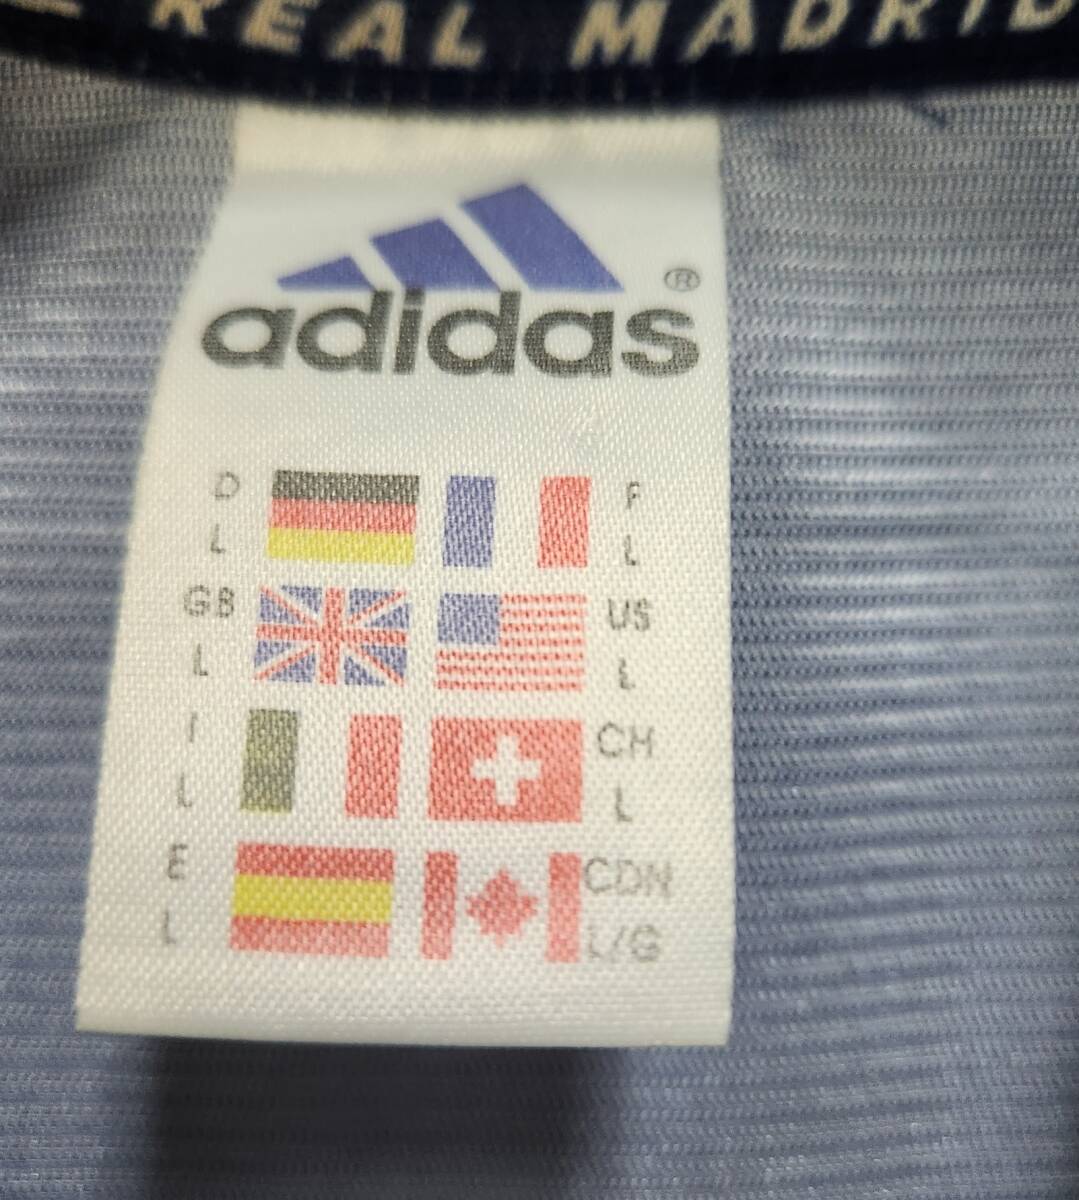 REAL MADRID
adidas®
D F
L L
GB US
L L
I CH
L L
E CDN
L L/G